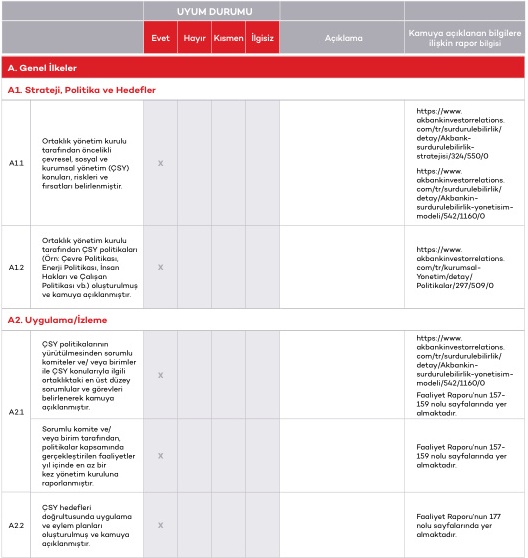 UYUM DURUMU
Evet Hayır Kısmen İlgisiz Açıklama Kamuya açıklanan bilgilere
ilişkin rapor bilgisi
A. Genel İlkeler
A1. Strateji, Politika ve Hedefler
A1.1
Ortaklık yönetim kurulu
tarafından öncelikli
çevresel, sosyal ve
kurumsal yönetim (ÇSY)
konuları, riskleri ve
fırsatları belirlenmiştir.
X
https://www.
akbankinvestorrelations.
com/tr/surdurulebilirlik/
detay/Akbank-
surdurulebilirlik-
stratejisi/324/550/0
https://www.
akbankinvestorrelations.
com/tr/surdurulebilirlik/
detay/Akbankin-
surdurulebilirlik-yonetisim-
modeli/542/1160/0
A1.2
Ortaklık yönetim kurulu
tarafından ÇSY politikaları
(Örn: Çevre Politikası,
Enerji Politikası, İnsan
Hakları ve Çalışan
Politikası vb.) oluşturulmuş
ve kamuya açıklanmıştır.
X
https://www.
akbankinvestorrelations.
com/tr/kurumsal-
Yonetim/detay/
Politikalar/297/509/0
A2. Uygulama/İzleme
A2.1
ÇSY politikalarının
yürütülmesinden sorumlu
komiteler ve/ veya birimler
ile ÇSY konularıyla ilgili
ortaklıktaki en üst düzey
sorumlular ve görevleri
belirlenerek kamuya
açıklanmıştır.
X
https://www.
akbankinvestorrelations.
com/tr/surdurulebilirlik/
detay/Akbankin-
surdurulebilirlik-yonetisim-
modeli/542/1160/0
Faaliyet Raporu'nun 157-
159 nolu sayfalarında yer
almaktadır.
Sorumlu komite ve/
veya birim tarafından,
politikalar kapsamında
gerçekleştirilen faaliyetler
yıl içinde en az bir
kez yönetim kuruluna
raporlanmıştır.
X
Faaliyet Raporu'nun 157-
159 nolu sayfalarında yer
almaktadır.
A2.2
ÇSY hedefleri
doğrultusunda uygulama
ve eylem planları
oluşturulmuş ve kamuya
açıklanmıştır.
X
Faaliyet Raporu'nun 177
nolu sayfalarında yer
almaktadır.